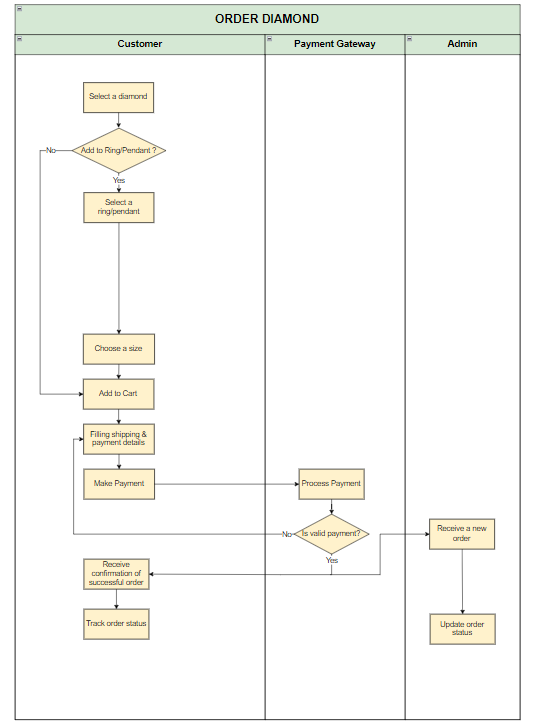 ORDER DIAMOND
Customer
Payment Gateway
Admin
Select a diamond
Add to Ring/Pendant ?
No
Yes
Select a
ring/pendant
Choose a size
Add to Cart
Filling shipping &
payment details
Make Payment
Process Payment
Is valid payment?
No
Yes
Receive a new
order
Receive
confirmation of
successful order
Track order status
Update order
status